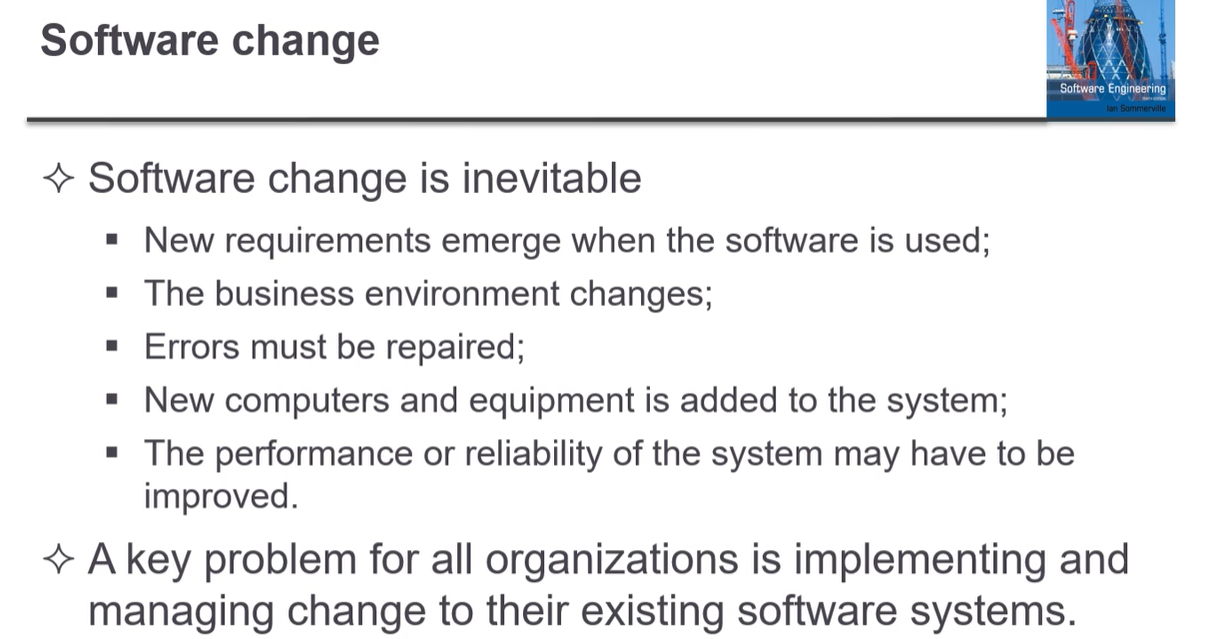 Software change
Software Engineering
Ian Sommerville
Software change is inevitable
New requirements emerge when the software is used;
The business environment changes;
Errors must be repaired;
New computers and equipment is added to the system;
The performance or reliability of the system may have to be
improved.
A key problem for all organizations is implementing and
managing change to their existing software systems.